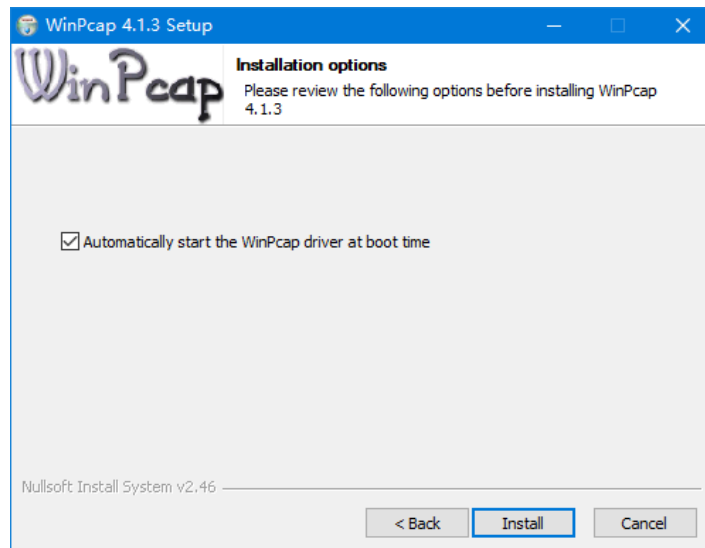 WinPcap 4.1.3 Setup
WinPcap
Installation options
Please review the following options before installing WinPcap
4.1.3
Automatically start the WinPcap driver at boot time
Nullsoft Install System v2.46
< Back Install Cancel